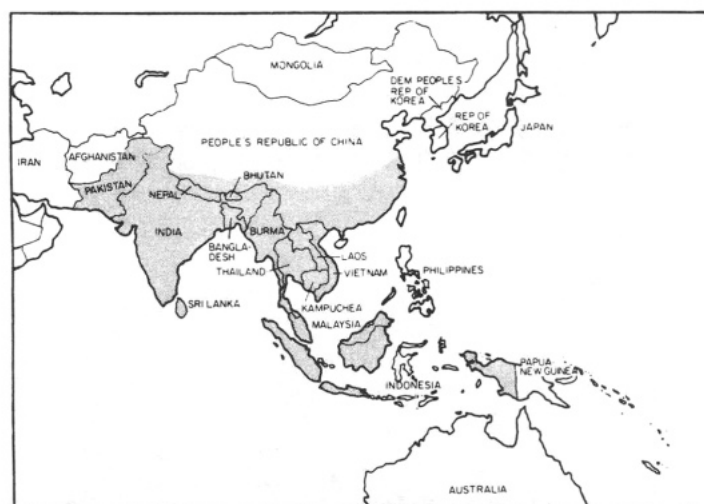 MONGOLIA
DEM PEOPLE'S
REP OF
KOREA
REP OF
KOREA
JAPAN
PEOPLE'S REPUBLIC OF CHINA
IRAN
AFGHANISTAN
PAKISTAN
NEPAL
BHUTAN
INDIA
BANGLA-
DESH
BURMA
THAILAND
LAOS
VIETNAM
PHILIPPINES
KAMPUCHEA
SRI LANKA
MALAYSIA
INDONESIA
PAPUA-
NEW GUINEA
AUSTRALIA